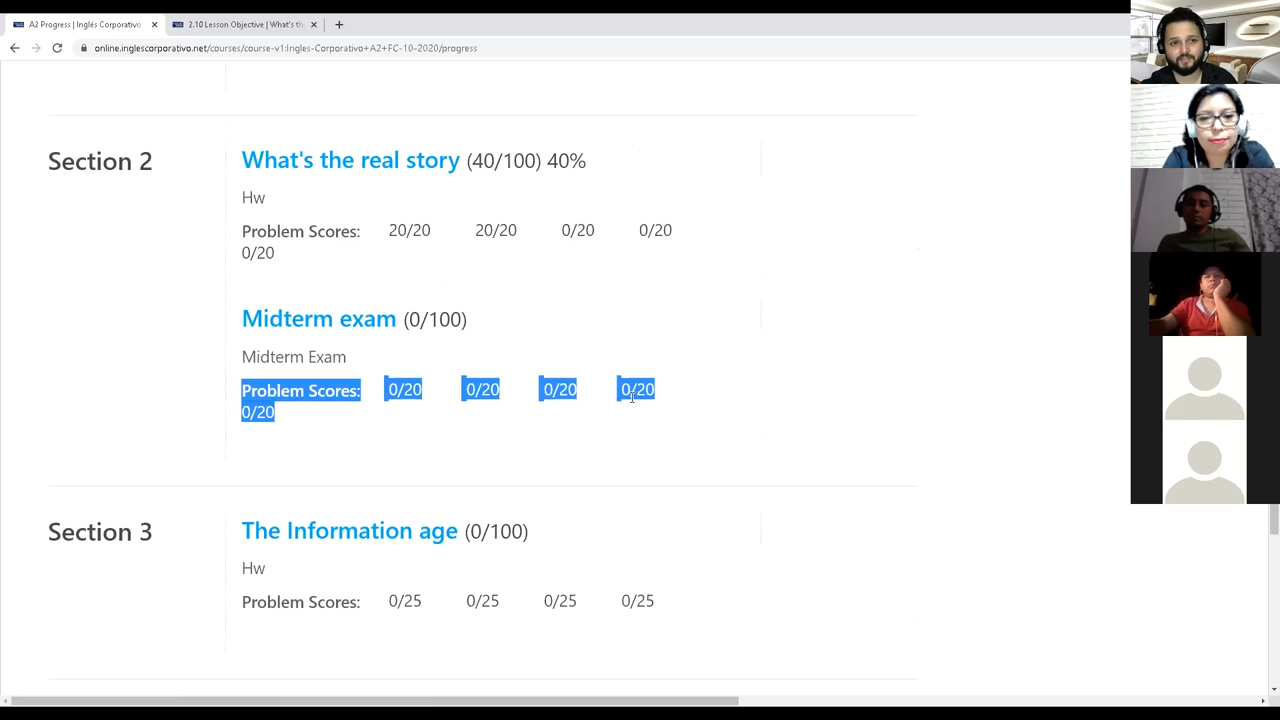 A2 Progress | Inglés Corporativo
2.10 Lesson Objective | What's th
online.inglescorporativo.net/courses/course-v1:Ingles-Corporativo+A2+FC-10-2020/progress
Section 2
What's the real story (40/100) 40%
Hw
Problem Scores: 20/20 20/20 0/20 0/20
0/20
Midterm exam (0/100)
Midterm Exam
Problem Scores: 0/20 0/20 0/20 0/20
0/20
Section 3
The Information age (0/100)
Hw
Problem Scores: 0/25 0/25 0/25 0/25